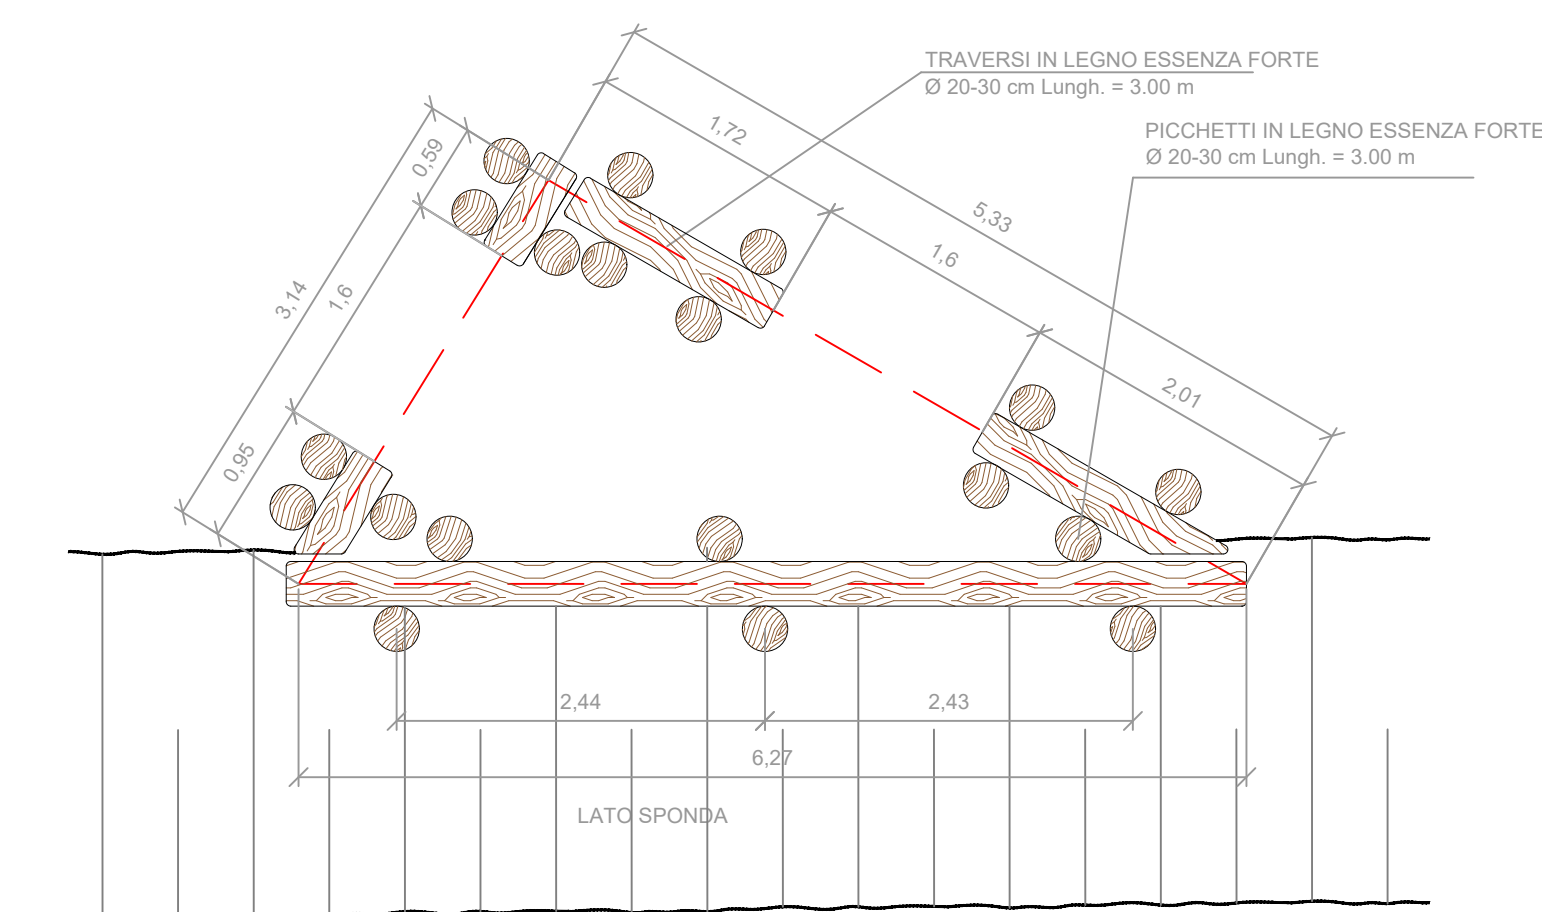 TRAVERSI IN LEGNO ESSENZA FORTE
Ø 20-30 cm Lungh. = 3.00 m
PICCHETTI IN LEGNO ESSENZA FORTE
Ø 20-30 cm Lungh. = 3.00 m
1,72
0,59
5,33
1,6
3,14
1,6
2,01
0,95
2,44
2,43
6,27
LATO SPONDA